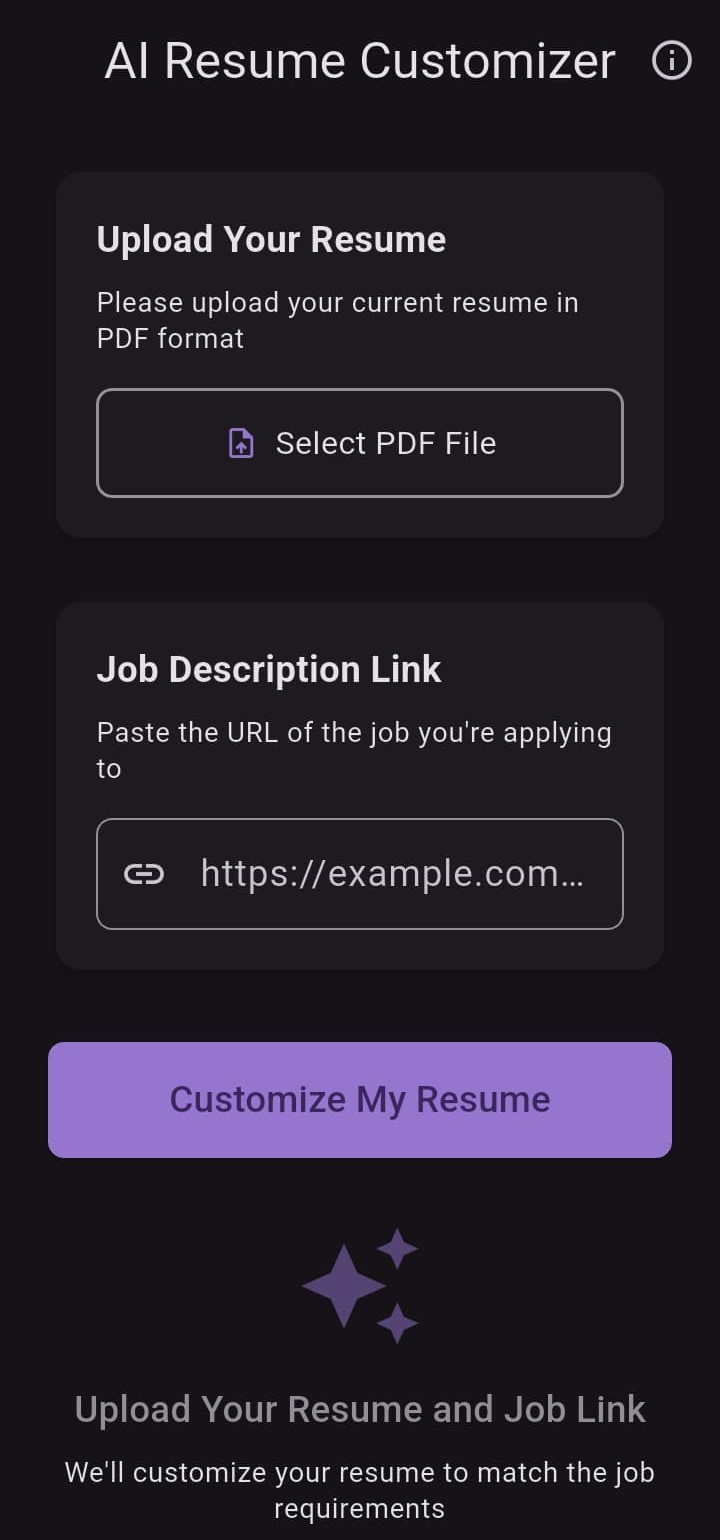 AI Resume Customizer
Upload Your Resume
Please upload your current resume in
PDF format
Select PDF File
Job Description Link
Paste the URL of the job you're applying
to
https://example.com...
Customize My Resume
Upload Your Resume and Job Link
We'll customize your resume to match the job
requirements